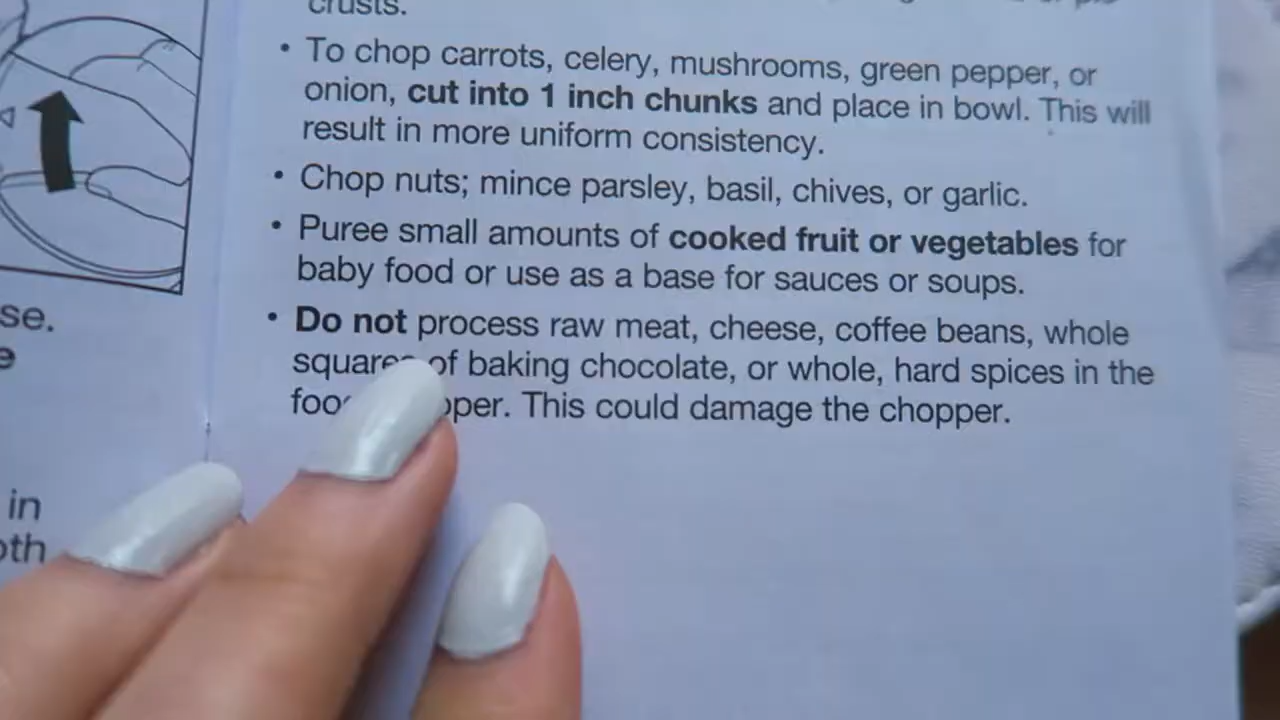 crusts.
• To chop carrots, celery, mushrooms, green pepper, or
onion, cut into 1 inch chunks and place in bowl. This will
result in more uniform consistency.
• Chop nuts; mince parsley, basil, chives, or garlic.
• Puree small amounts of cooked fruit or vegetables for
baby food or use as a base for sauces or soups.
• Do not process raw meat, cheese, coffee beans, whole
squares of baking chocolate, or whole, hard spices in the
This could damage the chopper.
se.
e
in
oth